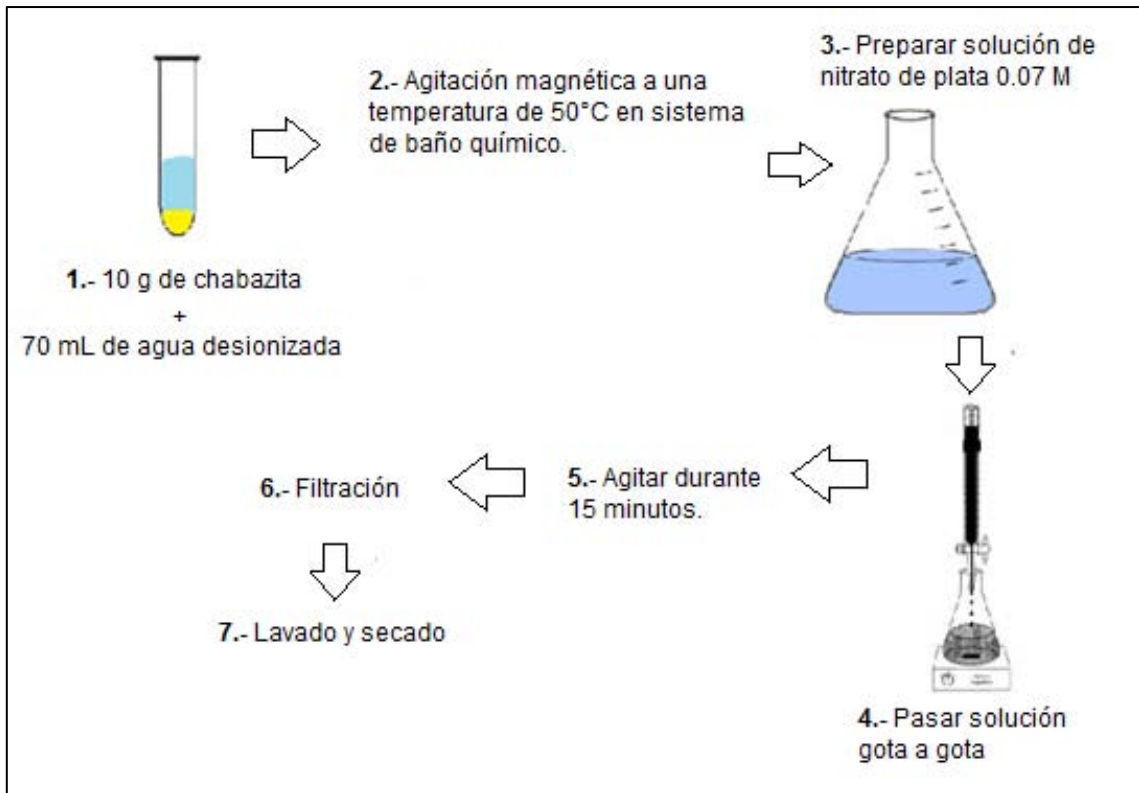 1.- 10 g de chabazita
+
70 mL de agua desionizada
2.- Agitación magnética a una
temperatura de 50°C en sistema
de baño químico.
3.- Preparar solución de
nitrato de plata 0.07 M
4.- Pasar solución
gota a gota
5.- Agitar durante
15 minutos.
6.- Filtración
7.- Lavado y secado